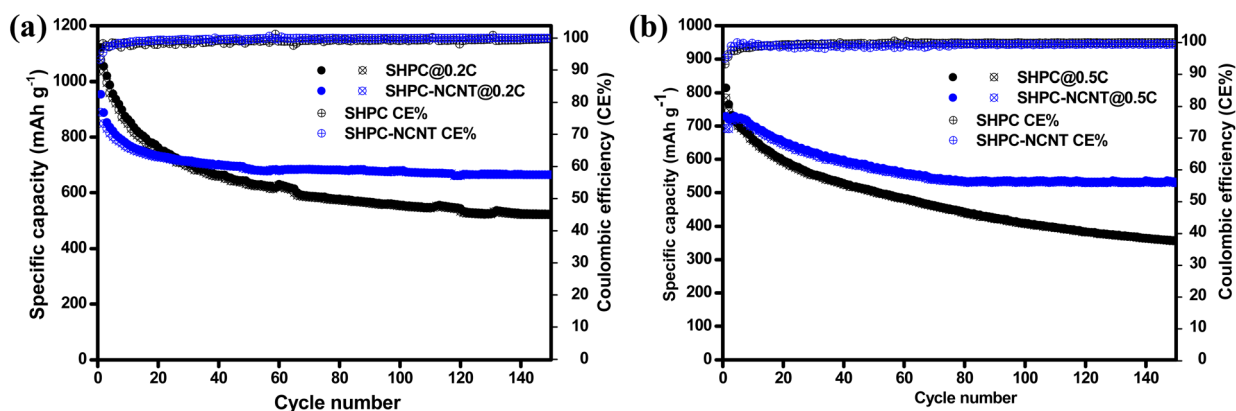 (a)
1200
1000
800
600
400
200
0
Specific capacity (mAh g-1)
SHPC@0.2C
SHPC-NCNT@0.2C
SHPC CE%
SHPC-NCNT CE%
100
90
80
70
60
50
40
30
20
10
0
Coulombic efficiency (CE%)
0 20 40 60 80 100 120 140
Cycle number
(b)
1000
900
800
700
600
500
400
300
200
100
0
Specific capacity (mAh g-1)
SHPC@0.5C
SHPC-NCNT@0.5C
SHPC CE%
SHPC-NCNT CE%
100
90
80
70
60
50
40
30
20
10
0
Coulombic efficiency (CE%)
0 20 40 60 80 100 120 140
Cycle number